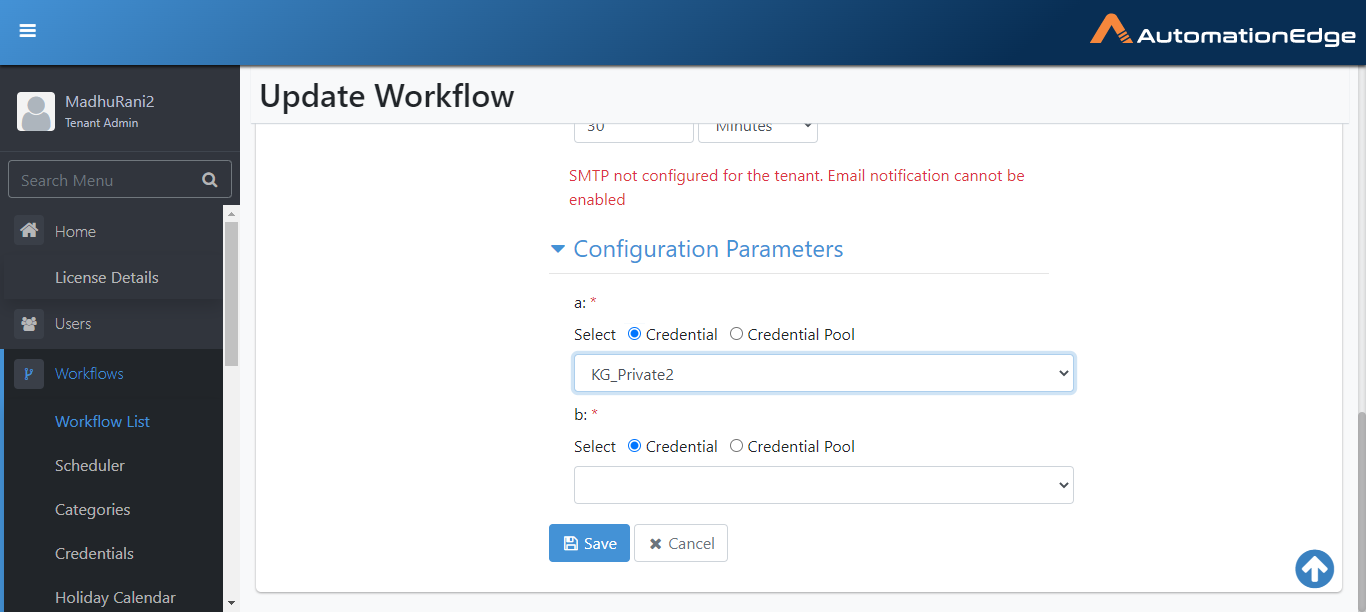 AutomationEdge
MadhuRani2
Tenant Admin
Search Menu
Home
License Details
Users
Workflows
Workflow List
Scheduler
Categories
Credentials
Holiday Calendar
Update Workflow
30 Minutes
SMTP not configured for the tenant. Email notification cannot be
enabled
Configuration Parameters
a: *
Select Credential Credential Pool
KG_Private2
b: *
Select Credential Credential Pool
Save Cancel